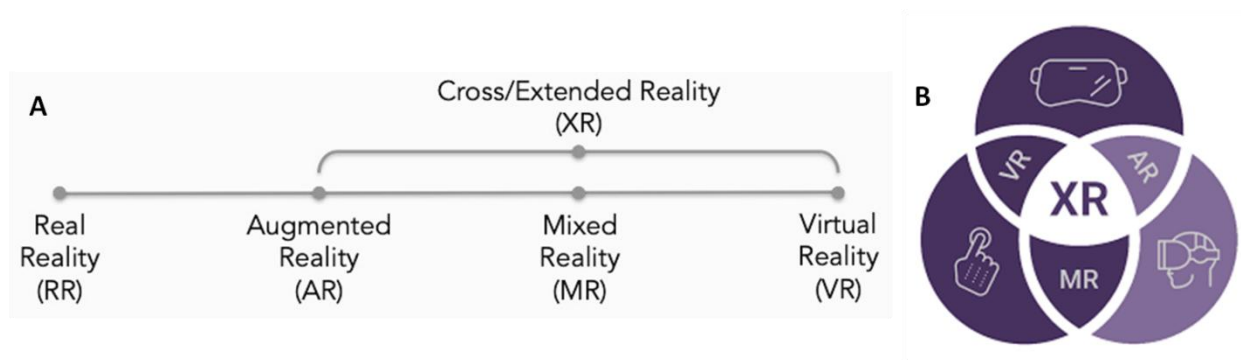 A
Cross/Extended Reality
(XR)
Real
Reality
(RR)
Augmented
Reality
(AR)
Mixed
Reality
(MR)
Virtual
Reality
(VR)
B
VR
AR
XR
MR